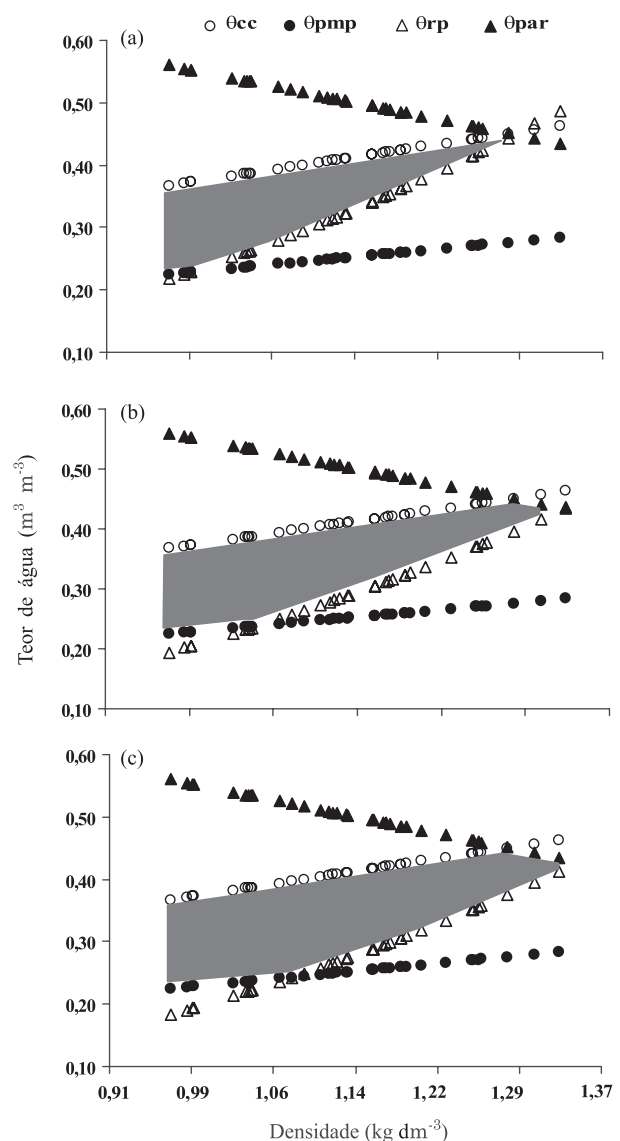 θcc θpmp θrp θpar
(a)
0,60
0,50
0,40
0,30
0,20
0,10
(b)
0,60
0,50
0,40
0,30
0,20
0,10
Teor de água (m³ m⁻³)
(c)
0,60
0,50
0,40
0,30
0,20
0,10
0,91 0,99 1,06 1,14 1,22 1,29 1,37
Densidade (kg dm⁻³)